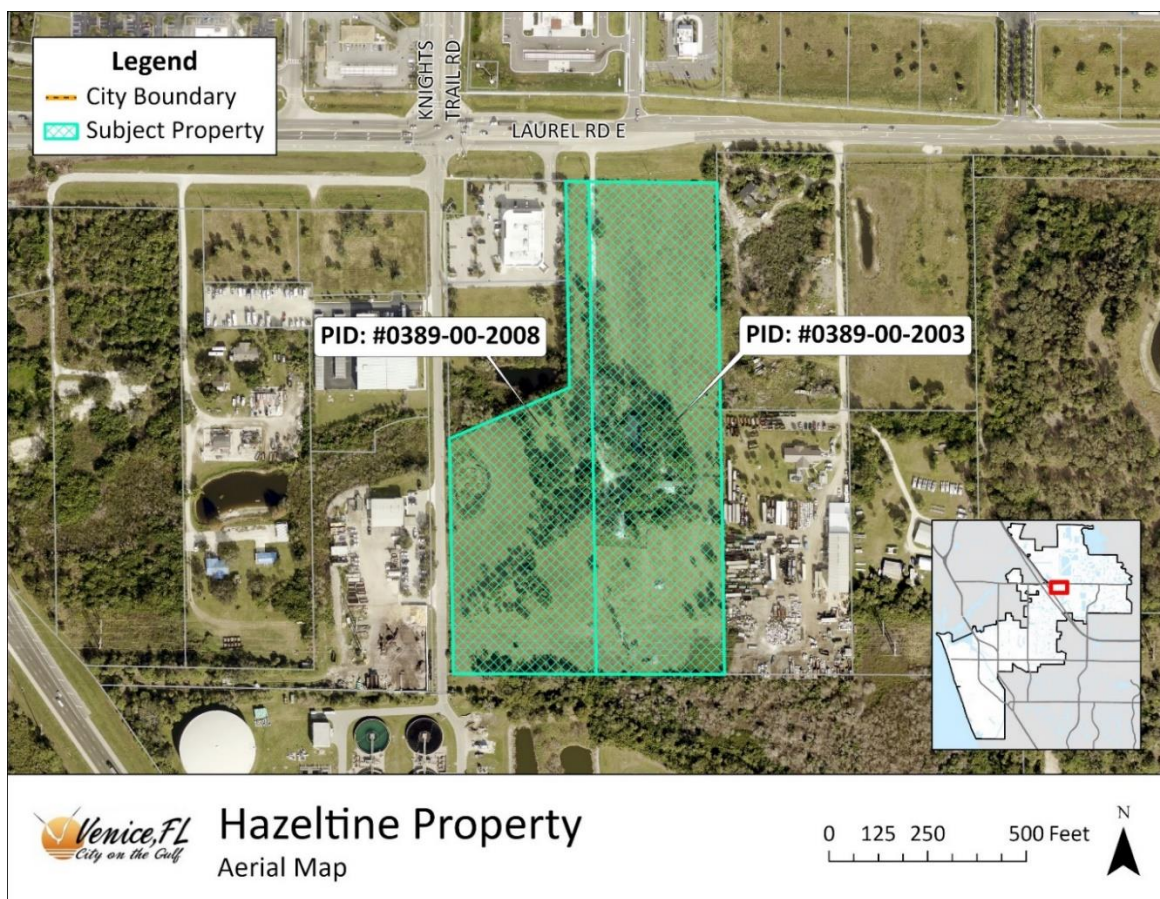 Legend
City Boundary
Subject Property
KNIGHTS
TRAIL RD
LAUREL RD E
PID: #0389-00-2008
PID: #0389-00-2003
Venice, FL
City on the Gulf
Hazeltine Property
Aerial Map
0 125 250 500 Feet
N